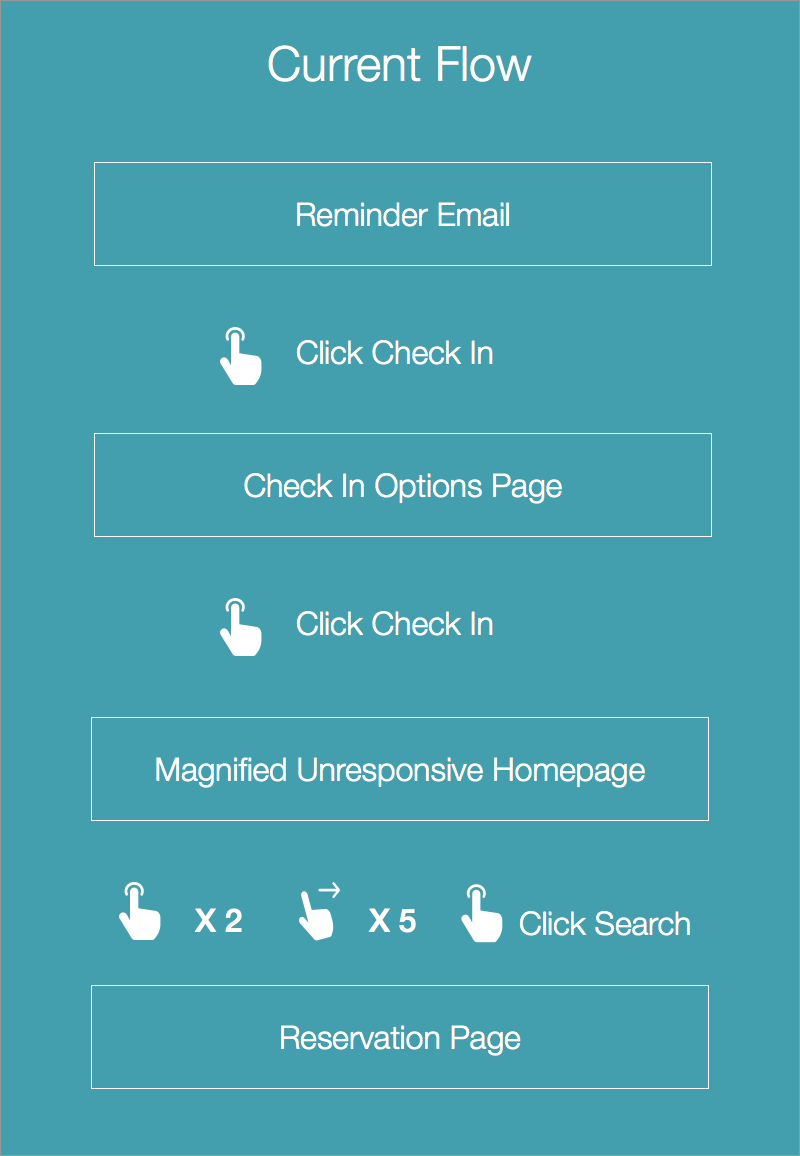 Current Flow
Reminder Email
Click Check In
Check In Options Page
Click Check In
Magnified Unresponsive Homepage
X 2 X 5 Click Search
Reservation Page